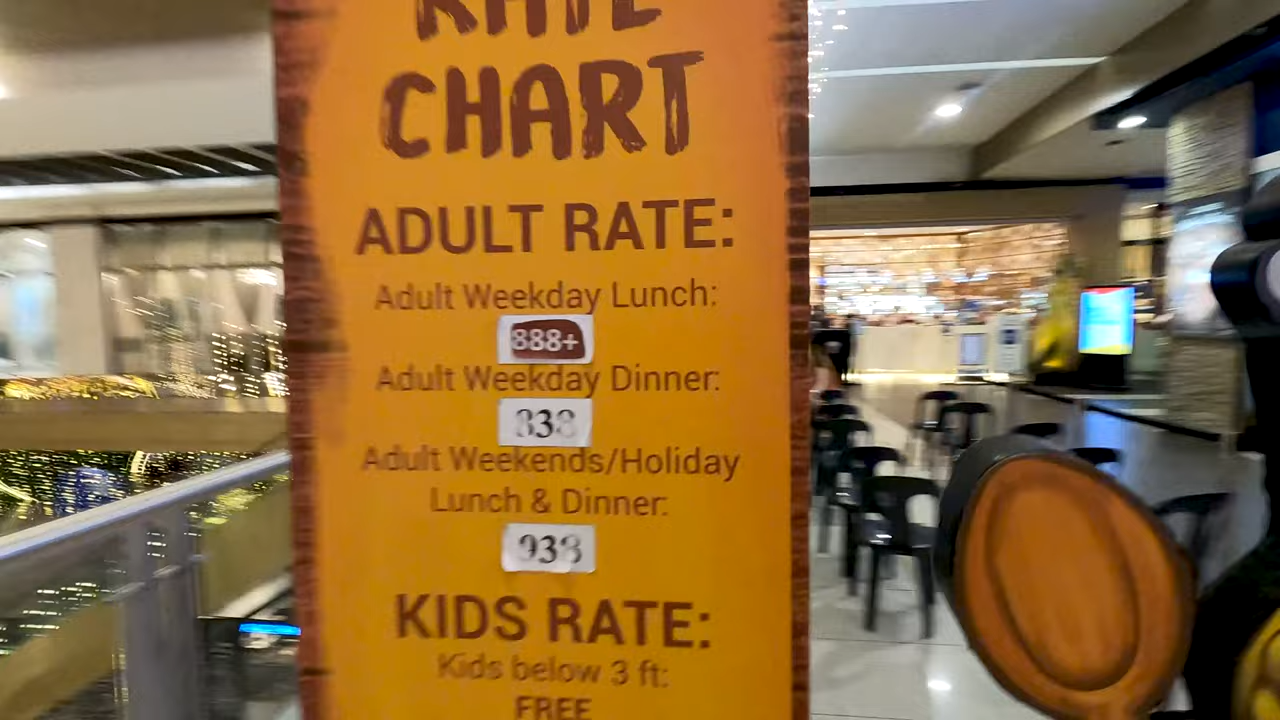 RATE
CHART
ADULT RATE:
Adult Weekday Lunch:
888+
Adult Weekday Dinner:
838
Adult Weekends/Holiday
Lunch & Dinner:
938
KIDS RATE:
Kids below 3 ft:
FREE